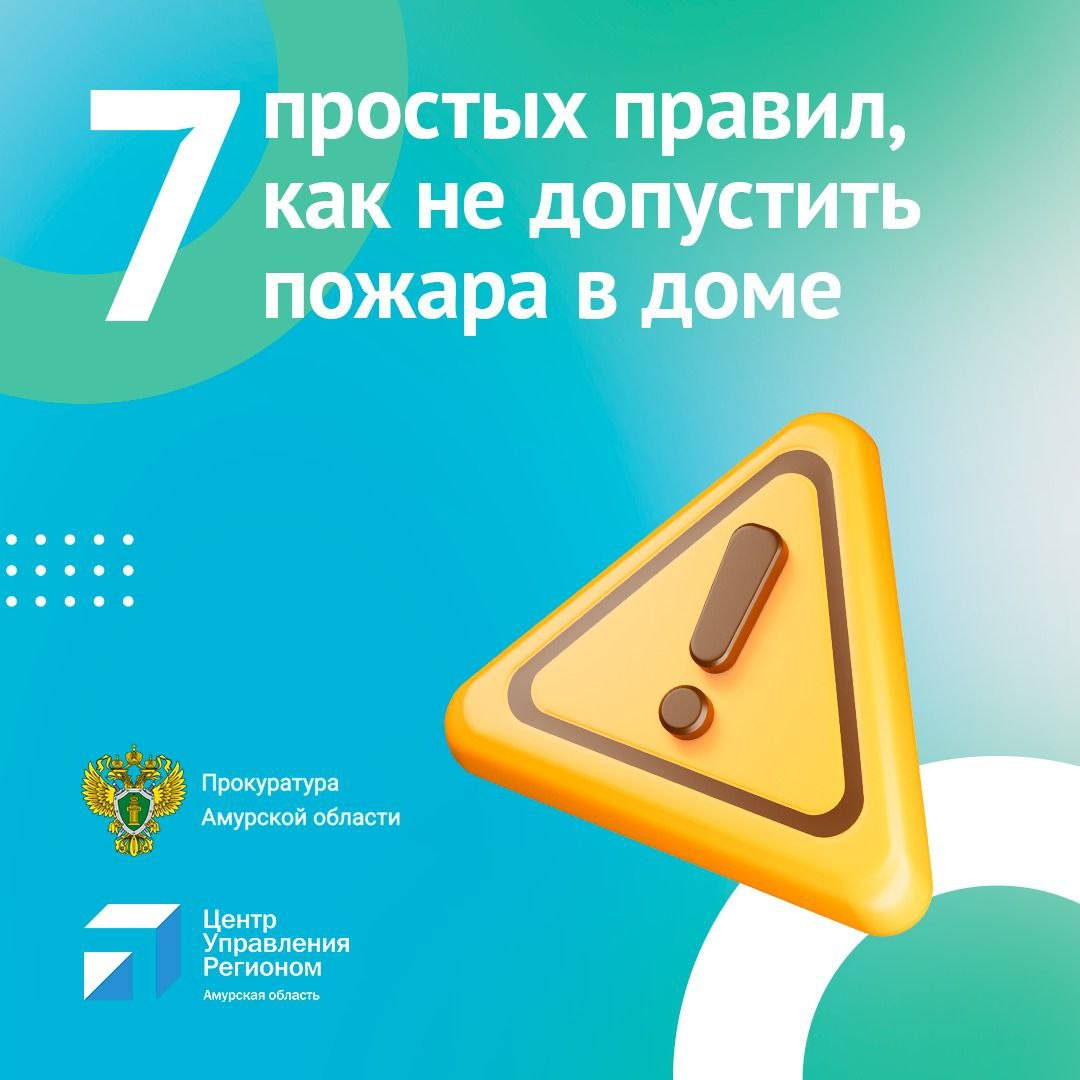 7 простых правил,
как не допустить
пожара в доме
Прокуратура
Амурской области
Центр
Управления
Регионом
Амурская область